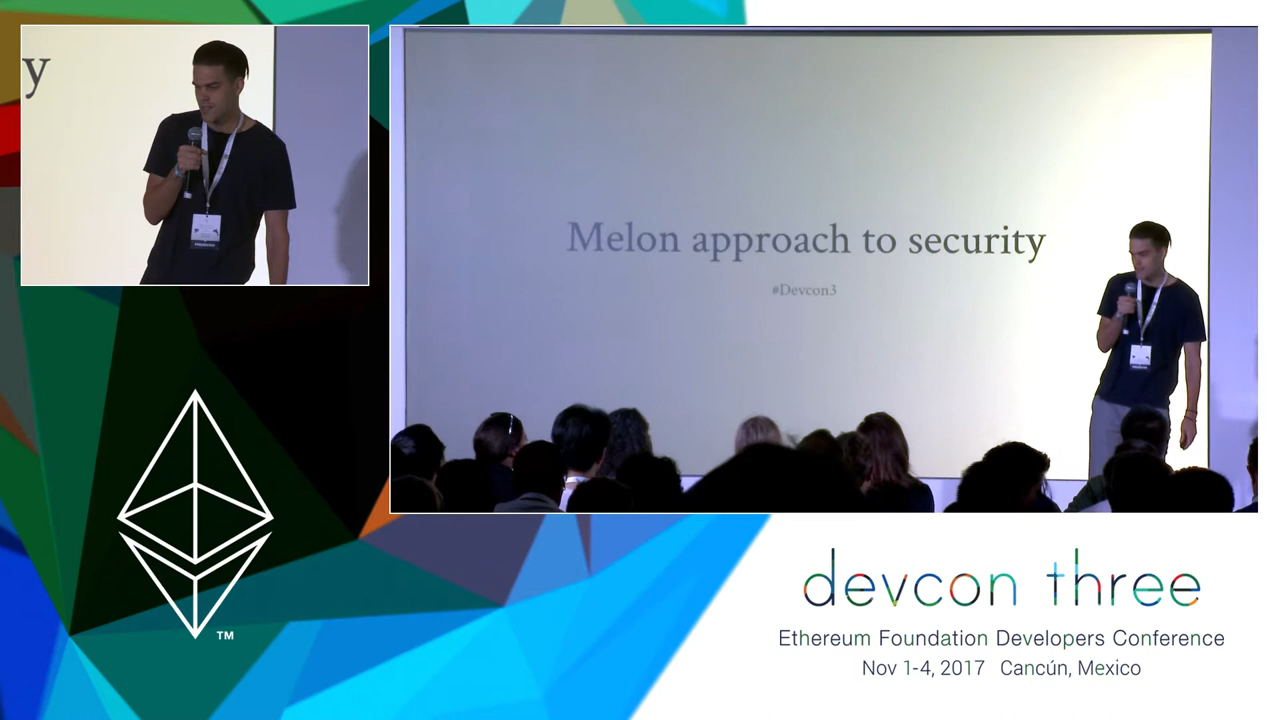 y
Melon approach to security
#Devcon3
TM
devcon three
Ethereum Foundation Developers Conference
Nov 1-4, 2017 Cancún, Mexico